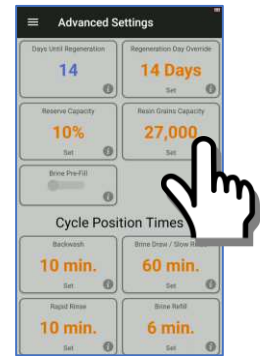 Advanced Settings
Days Until Regeneration Regeneration Day Override
14 14 Days
Set
Reserve Capacity Resin Grains Capacity
10% 27,000
Set Set
Brine Pre-Fill
Cycle Position Times
Backwash Brine Draw / Slow
10 min. 60 min.
Set Set
Rapid Rinse Brine Refill
10 min. 6 min.
Set Set